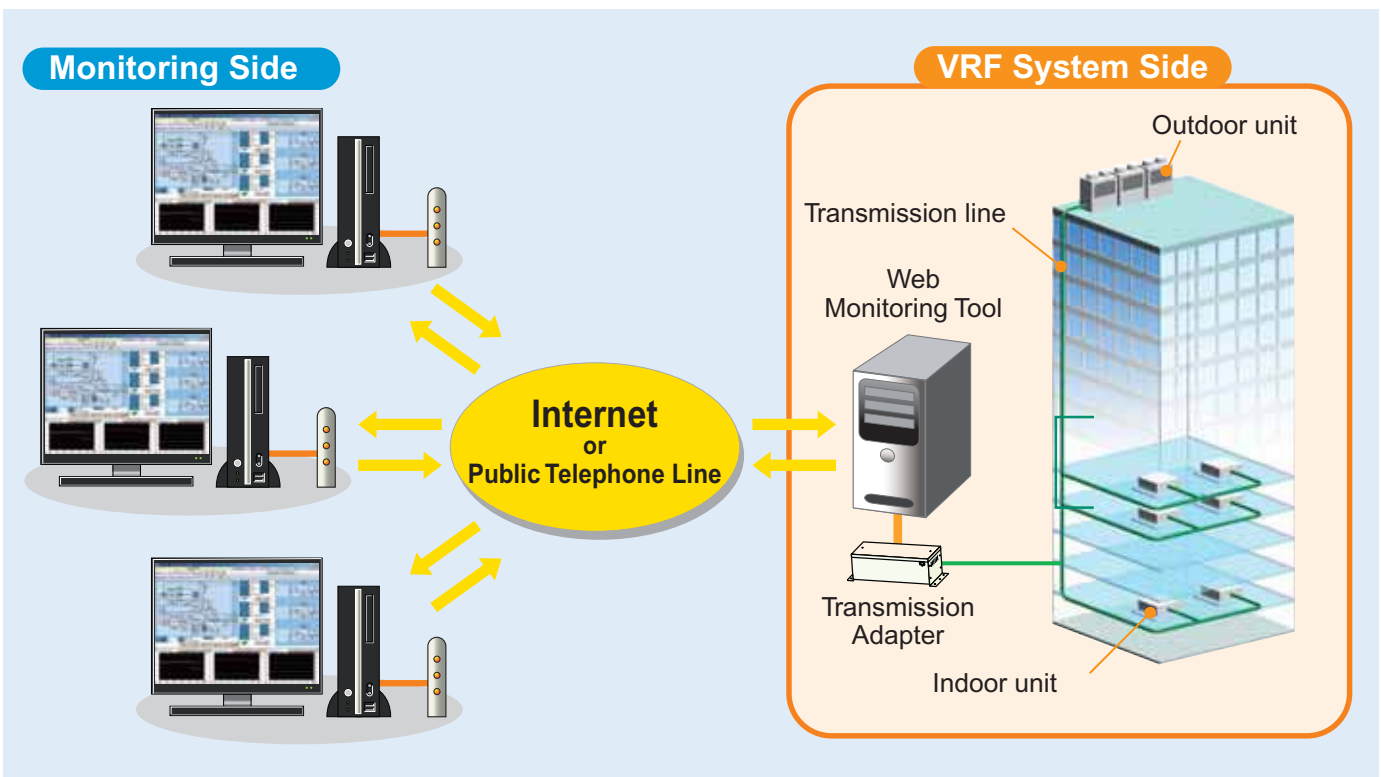 Monitoring Side
VRF System Side
Outdoor unit
Transmission line
Web
Monitoring Tool
Internet
or
Public Telephone Line
Transmission
Adapter
Indoor unit